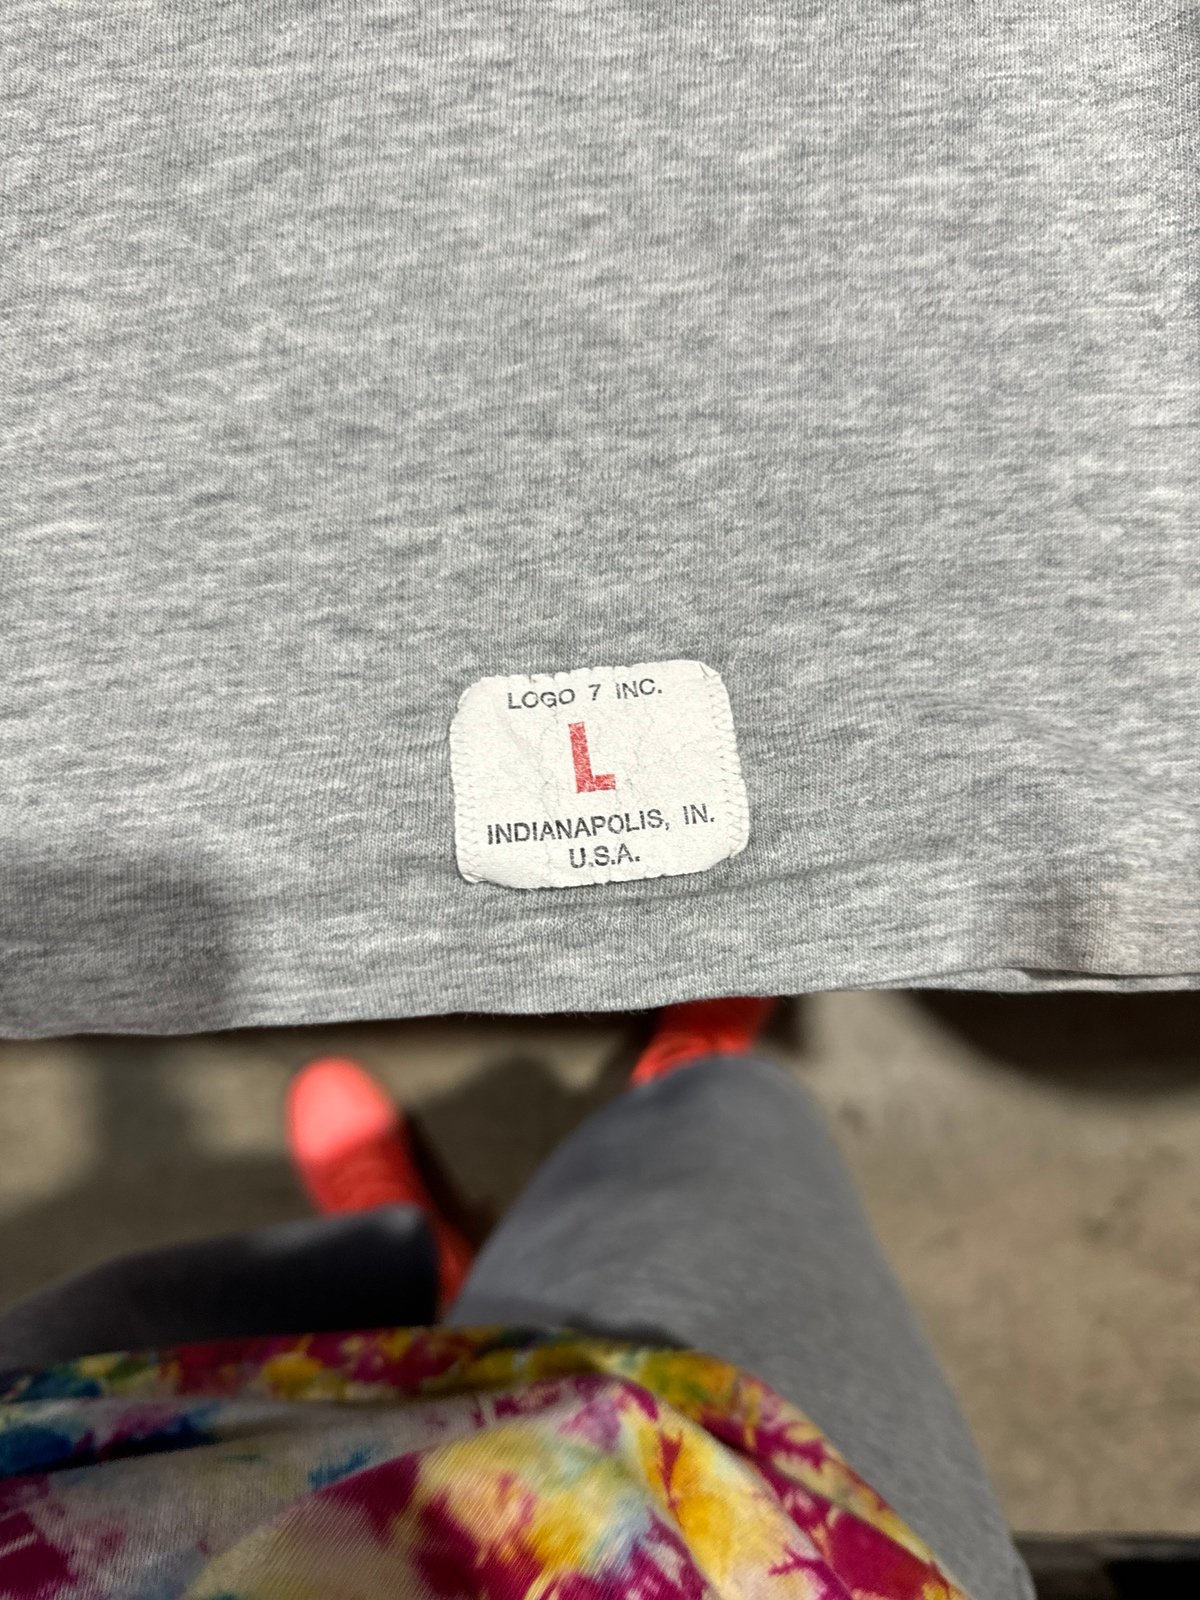 LOGO 7 INC.
L
INDIANAPOLIS, IN.
U.S.A.